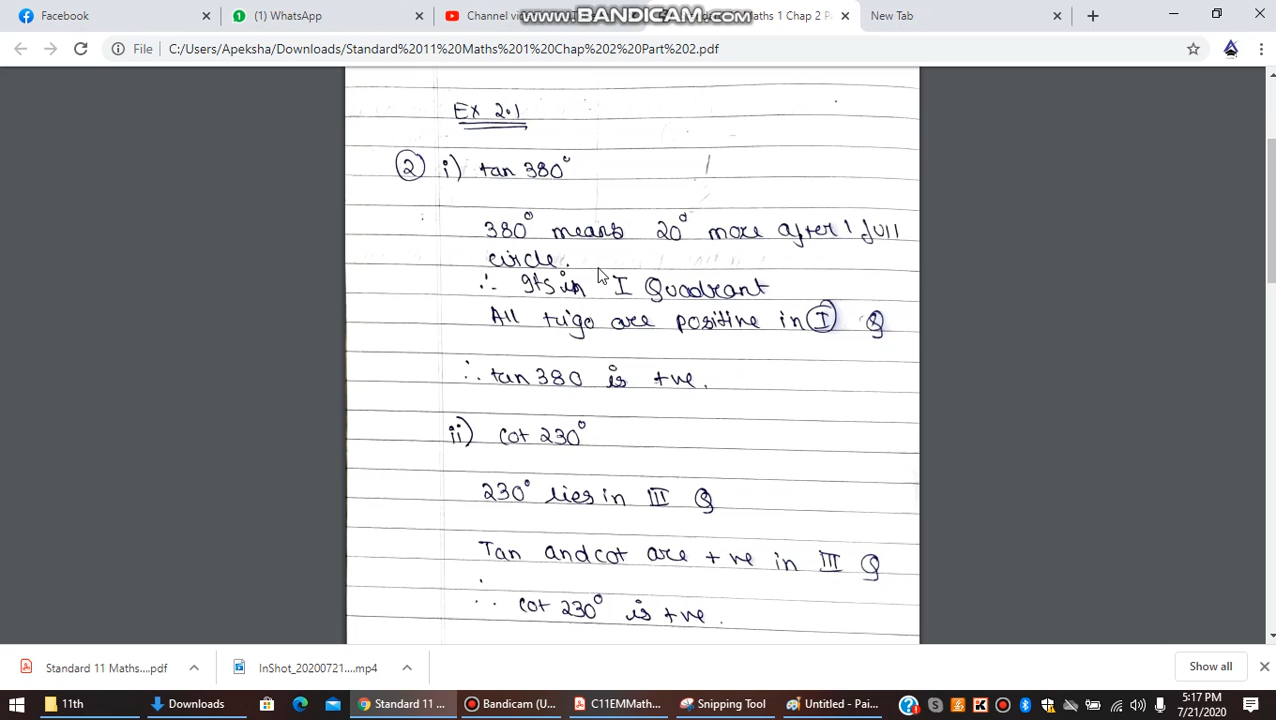 Facebook
(1) WhatsApp
Channel vi
www.BANDICAM.com
aths 1 Chap 2 P
New Tab
File
C:/Users/Apeksha/Downloads/Standard%2011%20Maths%201%20Chap%202%20Part%202.pdf
Ex 2.1
2 i) tan 380°
380° means 20° more after 1 full
circle.
∴ Its in I Quadrant
All trigo are positive in I Q
∴ tan 380 is +ve.
ii) cot 230°
230° lies in III Q
Tan and cot are +ve in III Q
∴ cot 230° is +ve.
Standard 11 Maths....pdf
InShot_20200721....mp4
Show all
11th
Downloads
Standard 11 ...
Bandicam (U...
C11EMMath...
Snipping Tool
Untitled - Pai...
5:17 PM
7/21/2020